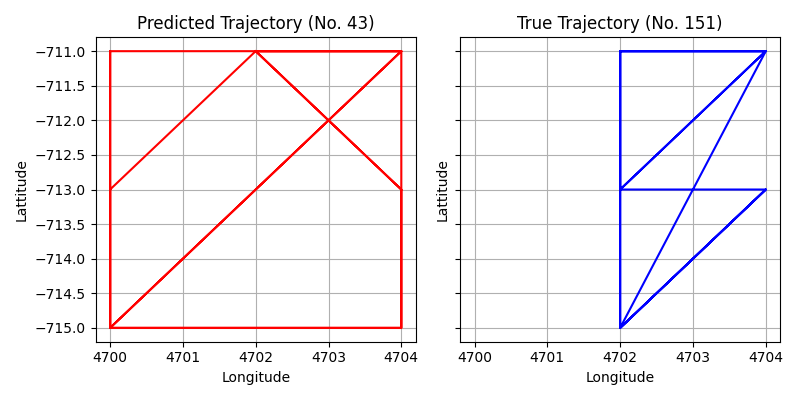 Predicted Trajectory (No. 43)
True Trajectory (No. 151)
Lattitude
−711.0
−711.5
−712.0
−712.5
−713.0
−713.5
−714.0
−714.5
−715.0
4700 4701 4702 4703 4704
Longitude
Lattitude
4700 4701 4702 4703 4704
Longitude